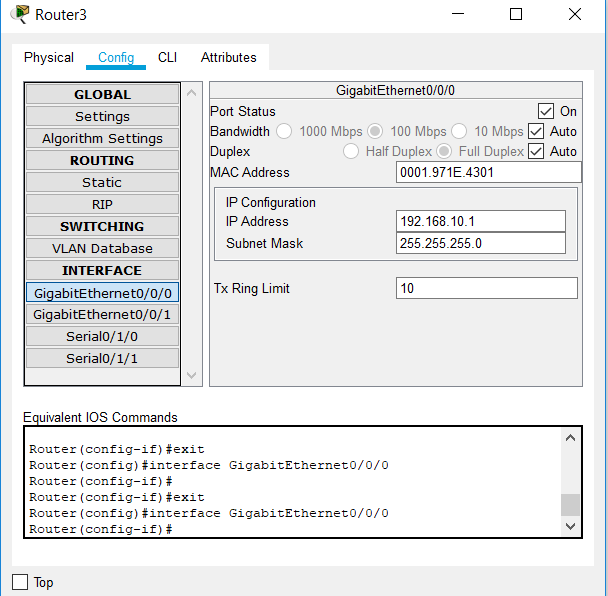 Router3
Physical Config CLI Attributes
GLOBAL
Settings
Algorithm Settings
ROUTING
Static
RIP
SWITCHING
VLAN Database
INTERFACE
GigabitEthernet0/0/0
GigabitEthernet0/0/1
Serial0/1/0
Serial0/1/1
GigabitEthernet0/0/0
Port Status On
Bandwidth 1000 Mbps 100 Mbps 10 Mbps Auto
Duplex Half Duplex Full Duplex Auto
MAC Address 0001.971E.4301
IP Configuration
IP Address 192.168.10.1
Subnet Mask 255.255.255.0
Tx Ring Limit 10
Equivalent IOS Commands
Router(config-if)#exit
Router(config)#interface GigabitEthernet0/0/0
Router(config-if)#
Router(config-if)#exit
Router(config)#interface GigabitEthernet0/0/0
Router(config-if)#
Top